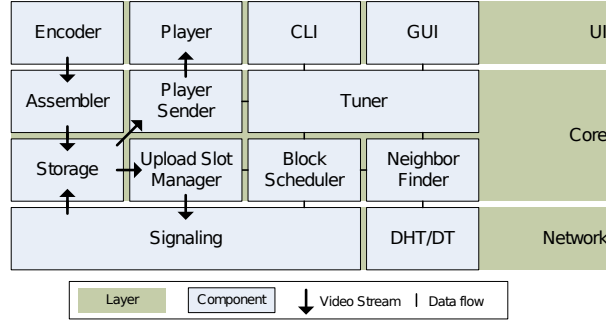 Encoder Player CLI GUI UI
Assembler Player Sender Tuner Core
Storage Upload Slot Manager Block Scheduler Neighbor Finder
Signaling DHT/DT Network
Layer Component Video Stream Data flow